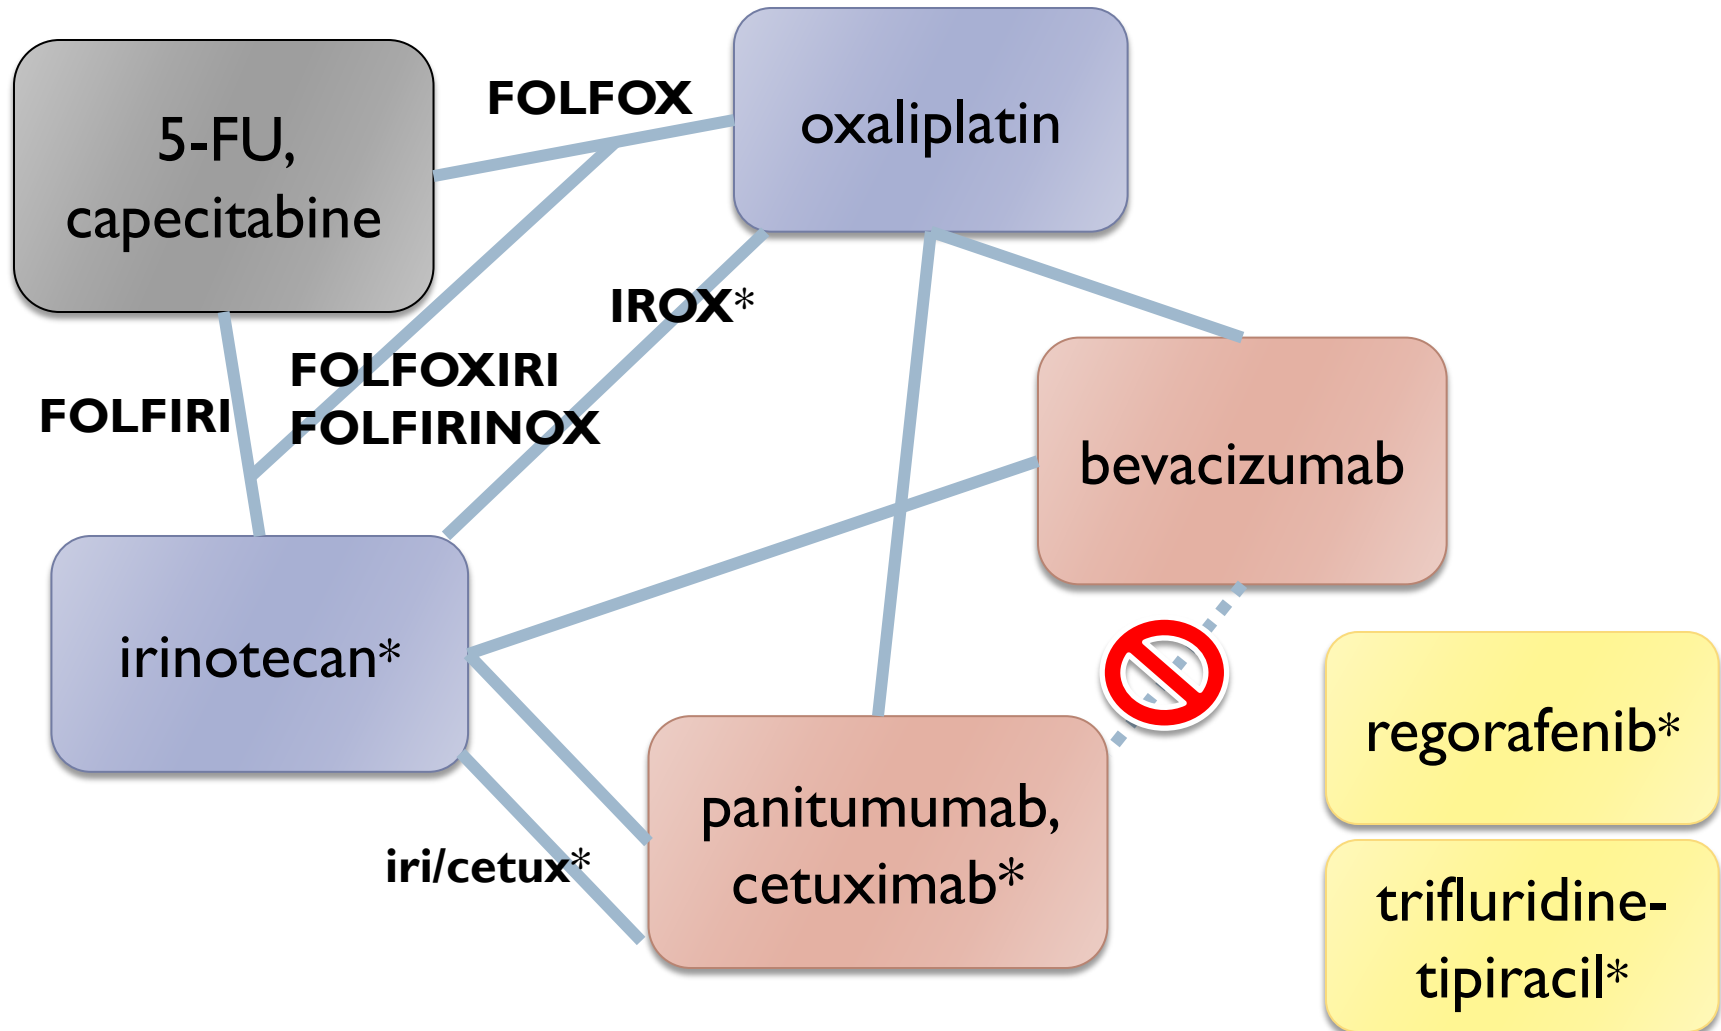 5-FU,
capecitabine
FOLFOX
oxaliplatin
IROX*
FOLFOXIRI
FOLFIRINOX
FOLFIRI
bevacizumab
irinotecan*
iri/cetux*
panitumumab,
cetuximab*
regorafenib*
trifluridine-
tipiracil*